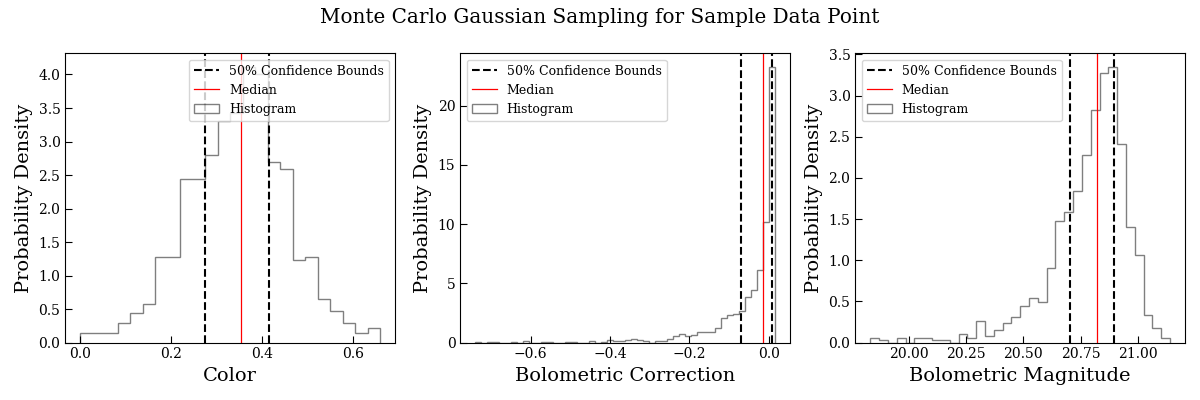 Monte Carlo Gaussian Sampling for Sample Data Point
Probability Density
4.0
3.5
3.0
2.5
2.0
1.5
1.0
0.5
0.0
50% Confidence Bounds
Median
Histogram
0.0 0.2 0.4 0.6
Color
Probability Density
20
15
10
5
0
50% Confidence Bounds
Median
Histogram
−0.6 −0.4 −0.2 0.0
Bolometric Correction
Probability Density
3.5
3.0
2.5
2.0
1.5
1.0
0.5
0.0
50% Confidence Bounds
Median
Histogram
20.00 20.25 20.50 20.75 21.00
Bolometric Magnitude